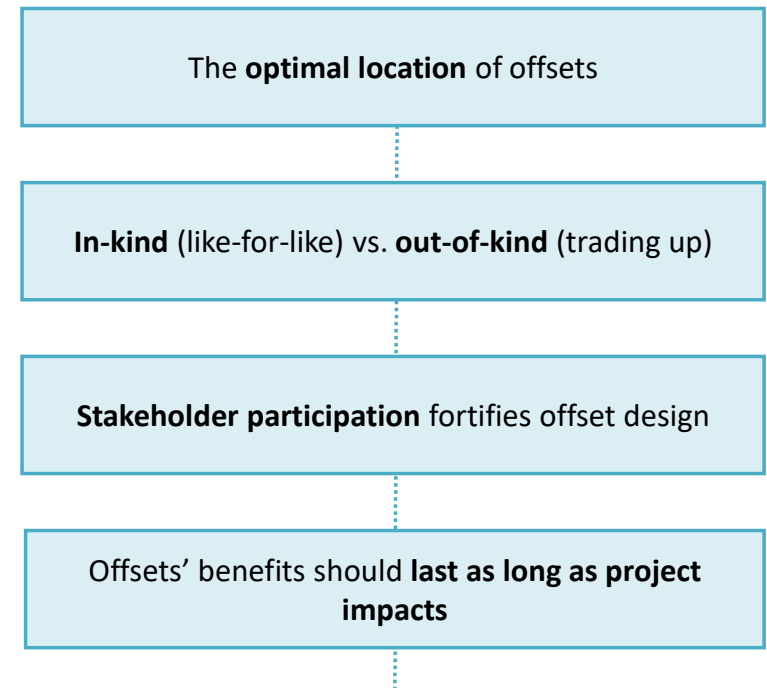 The optimal location of offsets
In-kind (like-for-like) vs. out-of-kind (trading up)
Stakeholder participation fortifies offset design
Offsets’ benefits should last as long as project
impacts